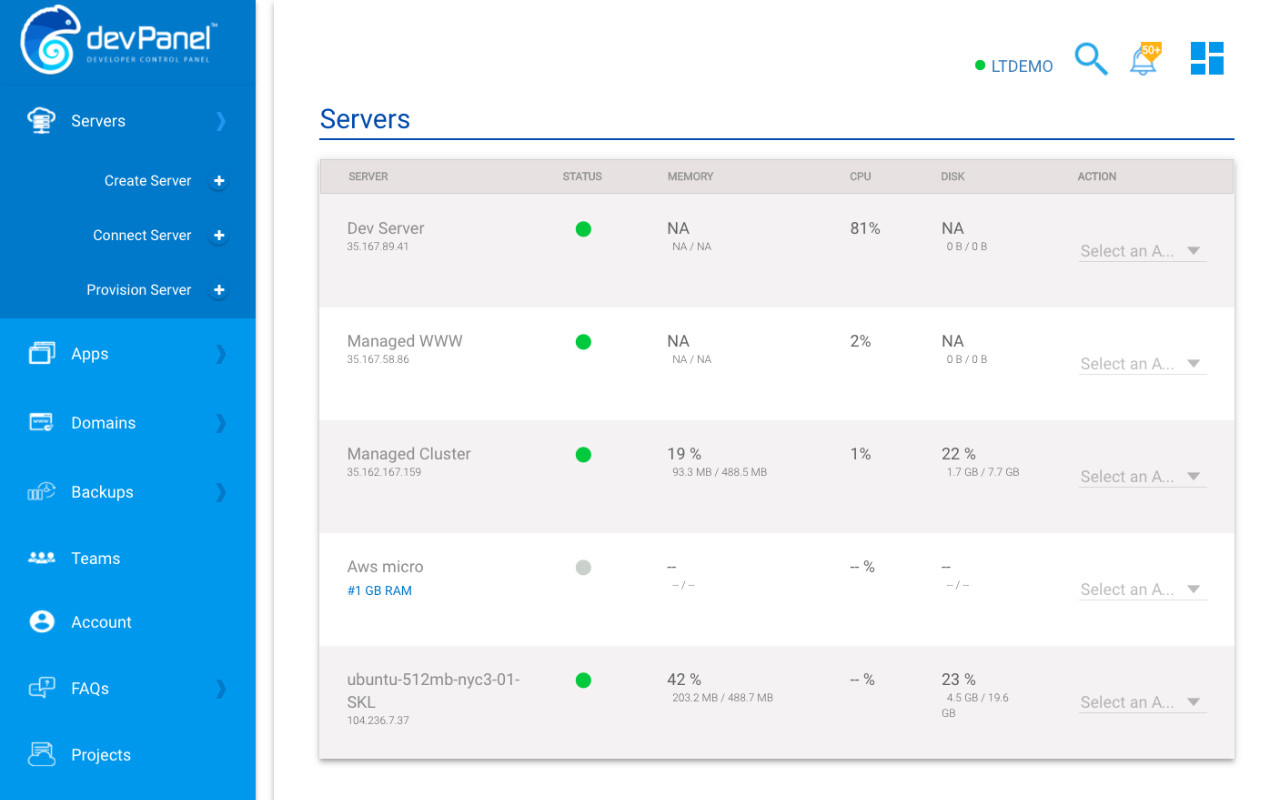 devPanel™
DEVELOPER CONTROL PANEL
Servers
Create Server
Connect Server
Provision Server
Apps
Domains
Backups
Teams
Account
FAQs
Projects
LTDEMO
50+
Servers
SERVER STATUS MEMORY CPU DISK ACTION
Dev Server NA 81% NA
35.167.89.41 NA / NA 0 B / 0 B Select an A...
Managed WWW NA 2% NA
35.167.58.86 NA / NA 0 B / 0 B Select an A...
Managed Cluster 19 % 1% 22 %
35.162.167.159 93.3 MB / 488.5 MB 1.7 GB / 7.7 GB Select an A...
Aws micro -- -- % --
#1 GB RAM -- / -- -- / -- Select an A...
ubuntu-512mb-nyc3-01- 42 % -- % 23 %
SKL 203.2 MB / 488.7 MB 4.5 GB / 19.6 Select an A...
104.236.7.37 GB